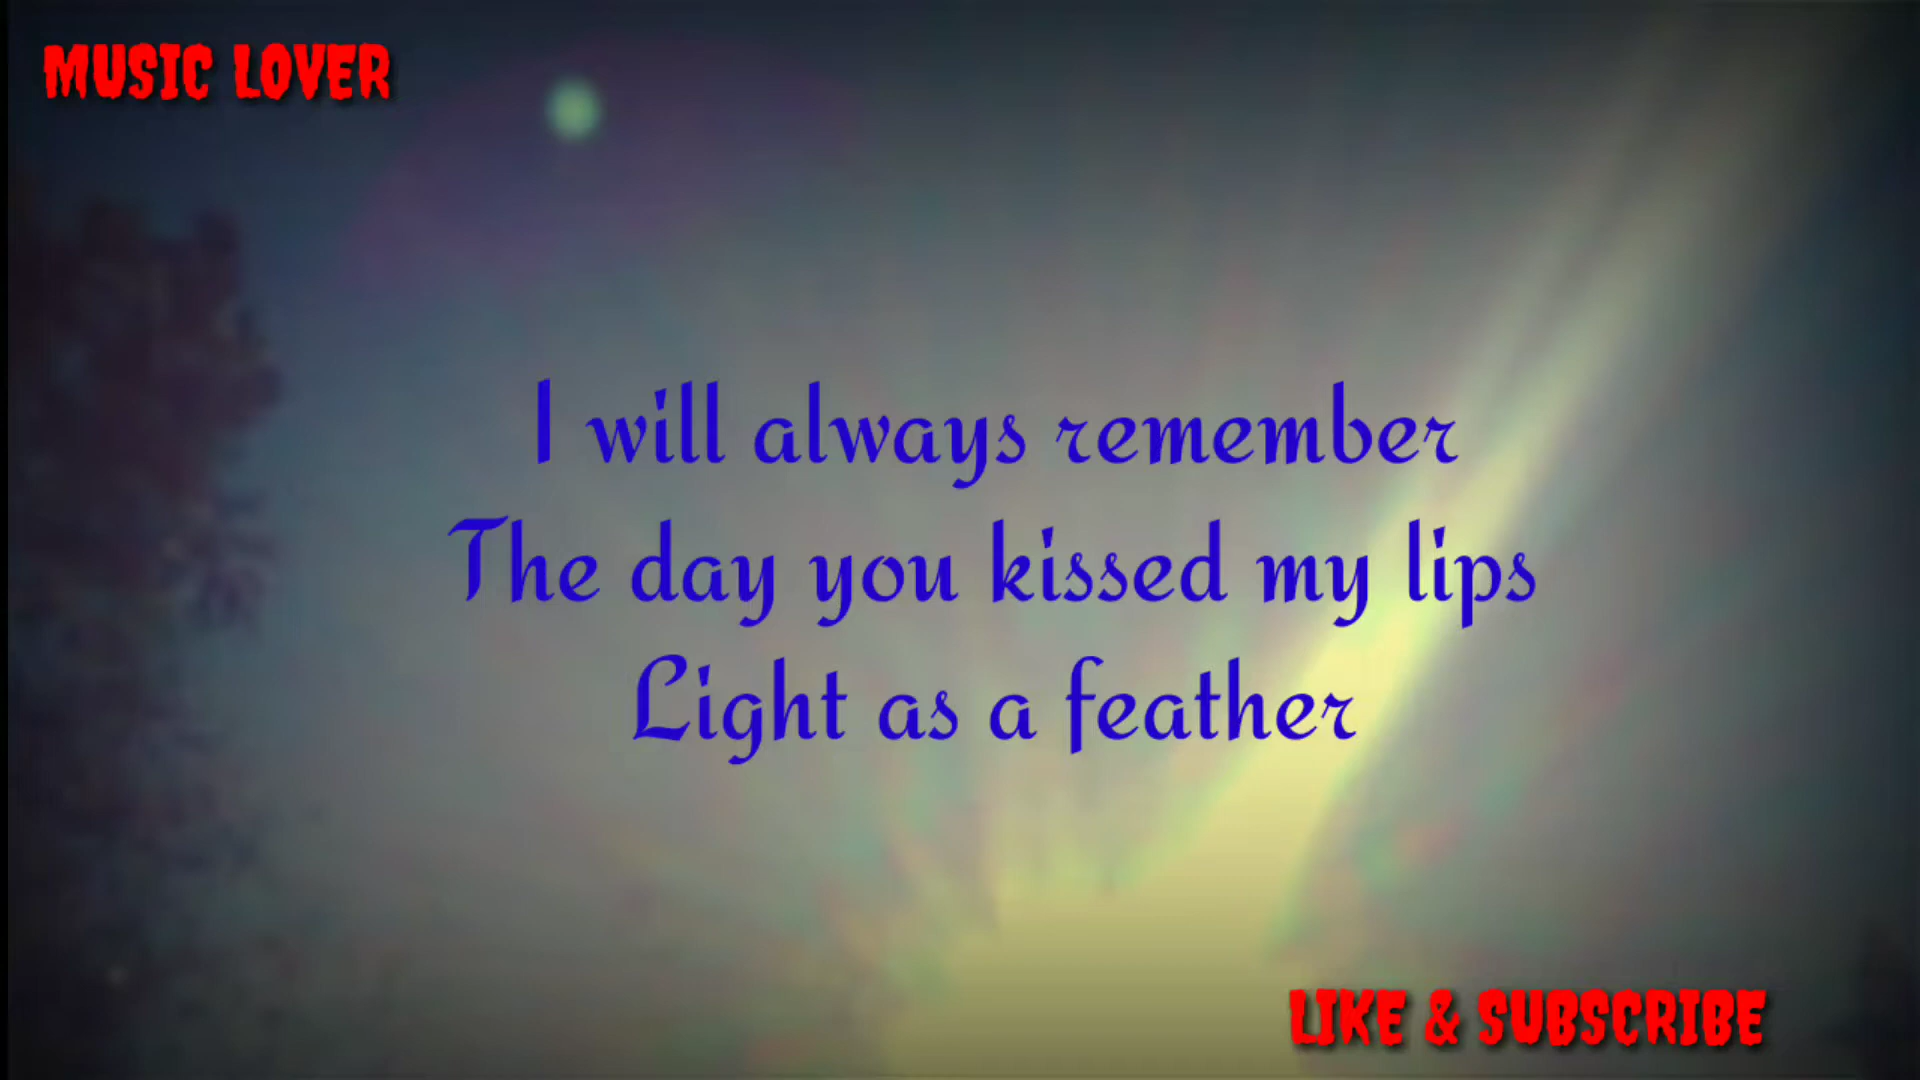 MUSIC LOVER
I will always remember
The day you kissed my lips
Light as a feather
LIKE & SUBSCRIBE